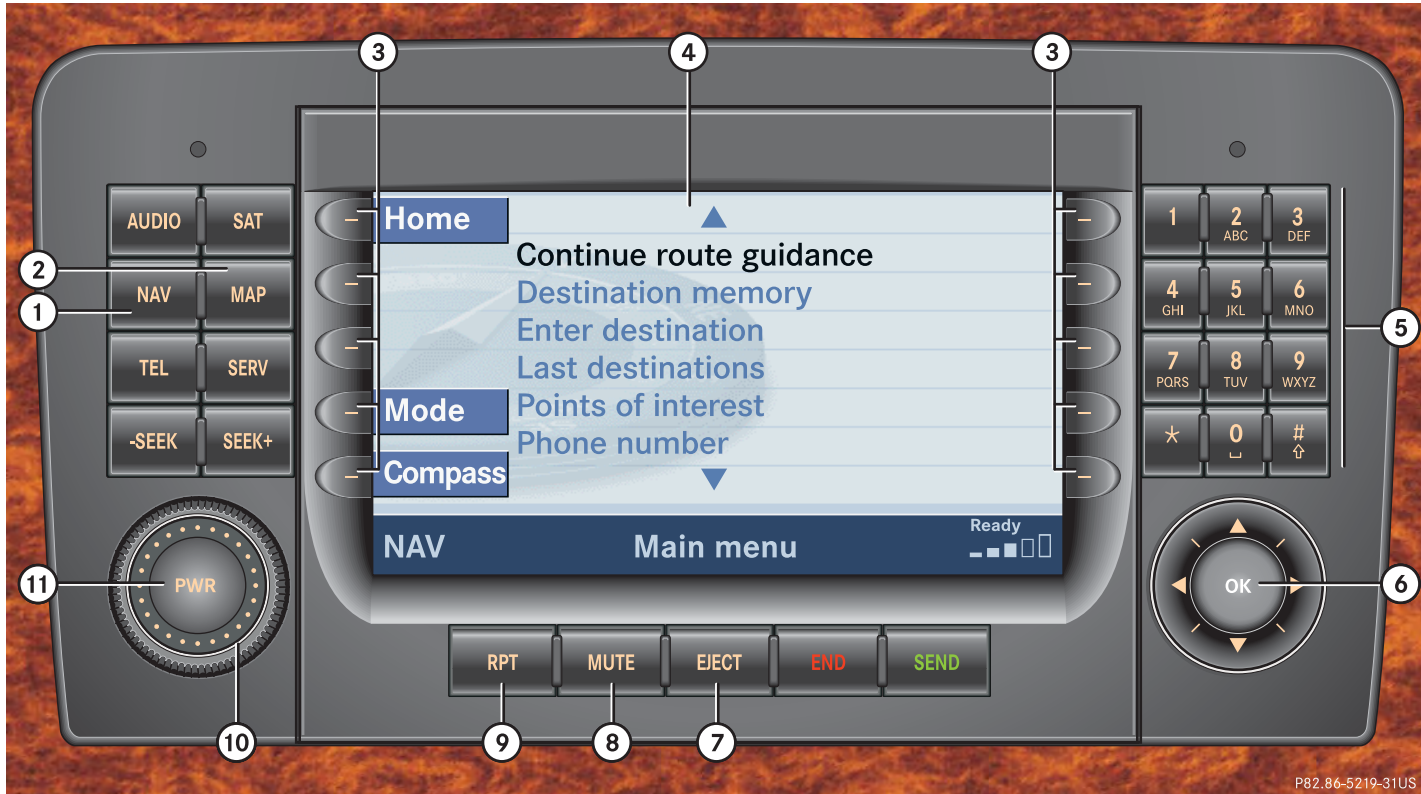 3
4
3
AUDIO SAT
2
NAV MAP
1
TEL SERV
-SEEK SEEK+
Home
Continue route guidance
Destination memory
Enter destination
Last destinations
Mode
Points of interest
Phone number
Compass
NAV Main menu Ready
1 2 ABC 3 DEF
4 GHI 5 JKL 6 MNO
5
7 PQRS 8 TUV 9 WXYZ
* 0 ␣ # ⇧
11
PWR
OK
6
RPT MUTE EJECT END SEND
10
9
8
7
P82.86-5219-31US